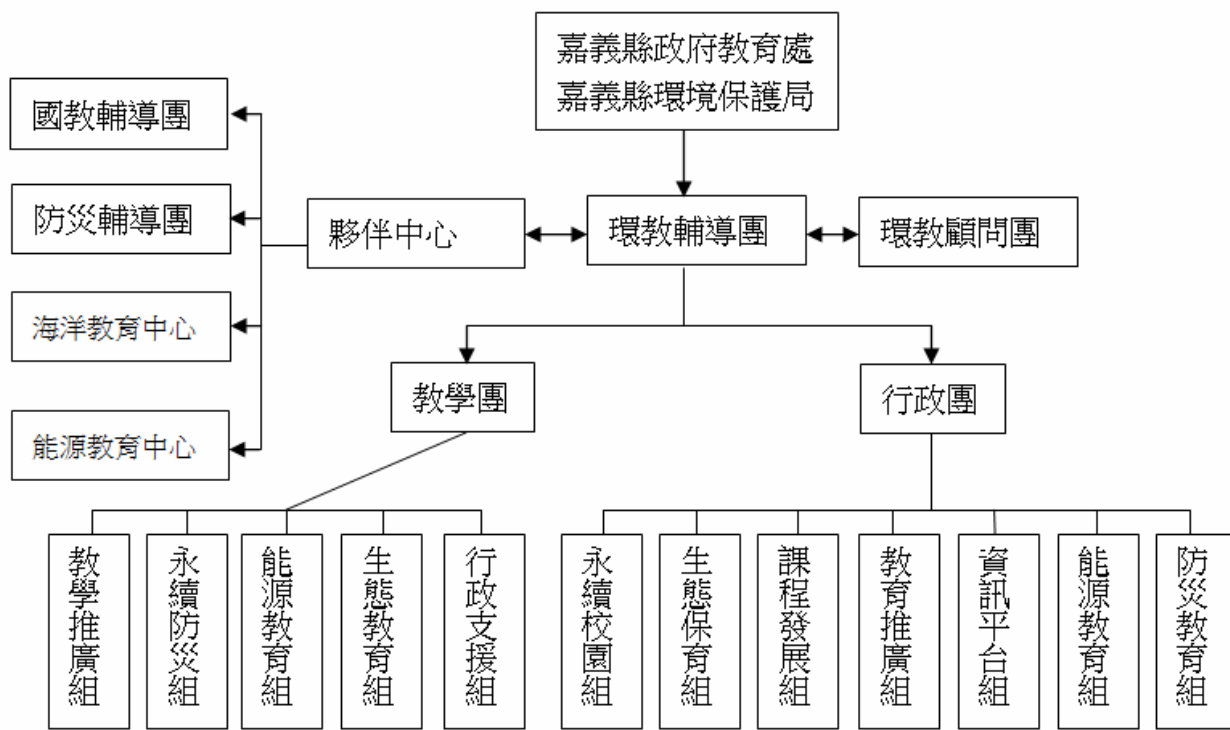 嘉義縣政府教育處
嘉義縣環境保護局
國教輔導團
防災輔導團
夥伴中心
環教輔導團
環教顧問團
海洋教育中心
能源教育中心
教學團
行政團
教學推廣組
永續防災組
能源教育組
生態教育組
行政支援組
永續校園組
生態保育組
課程發展組
教育推廣組
資訊平台組
能源教育組
防災教育組